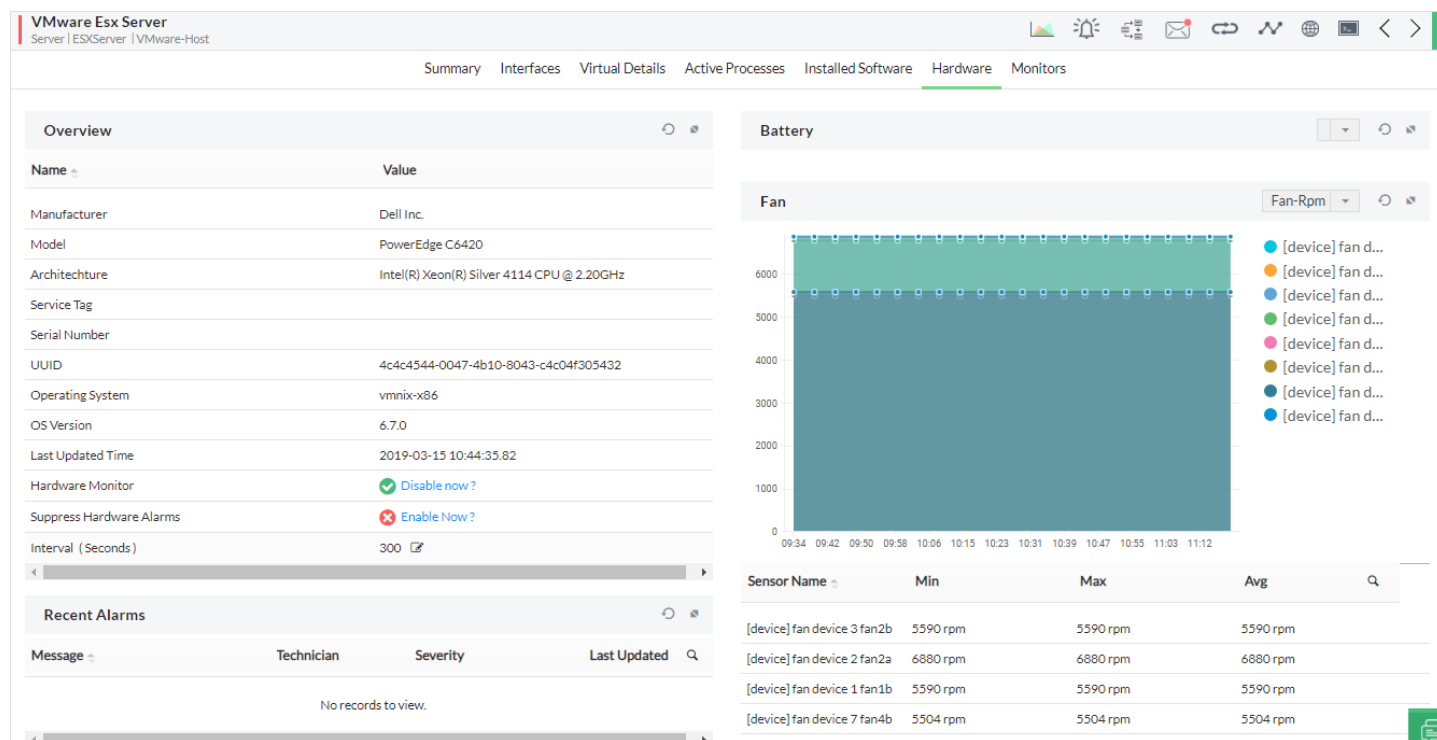 VMware Esx Server
Server | ESXServer | VMware-Host
Summary Interfaces Virtual Details Active Processes Installed Software Hardware Monitors
Overview
Name Value
Manufacturer Dell Inc.
Model PowerEdge C6420
Architechture Intel(R) Xeon(R) Silver 4114 CPU @ 2.20GHz
Service Tag
Serial Number
UUID 4c4c4544-0047-4b10-8043-c4c04f305432
Operating System vmnix-x86
OS Version 6.7.0
Last Updated Time 2019-03-15 10:44:35.82
Hardware Monitor Disable now?
Suppress Hardware Alarms Enable Now?
Interval ( Seconds ) 300
Recent Alarms
Message Technician Severity Last Updated
No records to view.
Battery
Fan Fan-Rpm
6000
5000
4000
3000
2000
1000
0
09:34 09:42 09:50 09:58 10:06 10:15 10:23 10:31 10:39 10:47 10:55 11:03 11:12
[device] fan d...
[device] fan d...
[device] fan d...
[device] fan d...
[device] fan d...
[device] fan d...
[device] fan d...
[device] fan d...
Sensor Name Min Max Avg
[device] fan device 3 fan2b 5590 rpm 5590 rpm 5590 rpm
[device] fan device 2 fan2a 6880 rpm 6880 rpm 6880 rpm
[device] fan device 1 fan1b 5590 rpm 5590 rpm 5590 rpm
[device] fan device 7 fan4b 5504 rpm 5504 rpm 5504 rpm